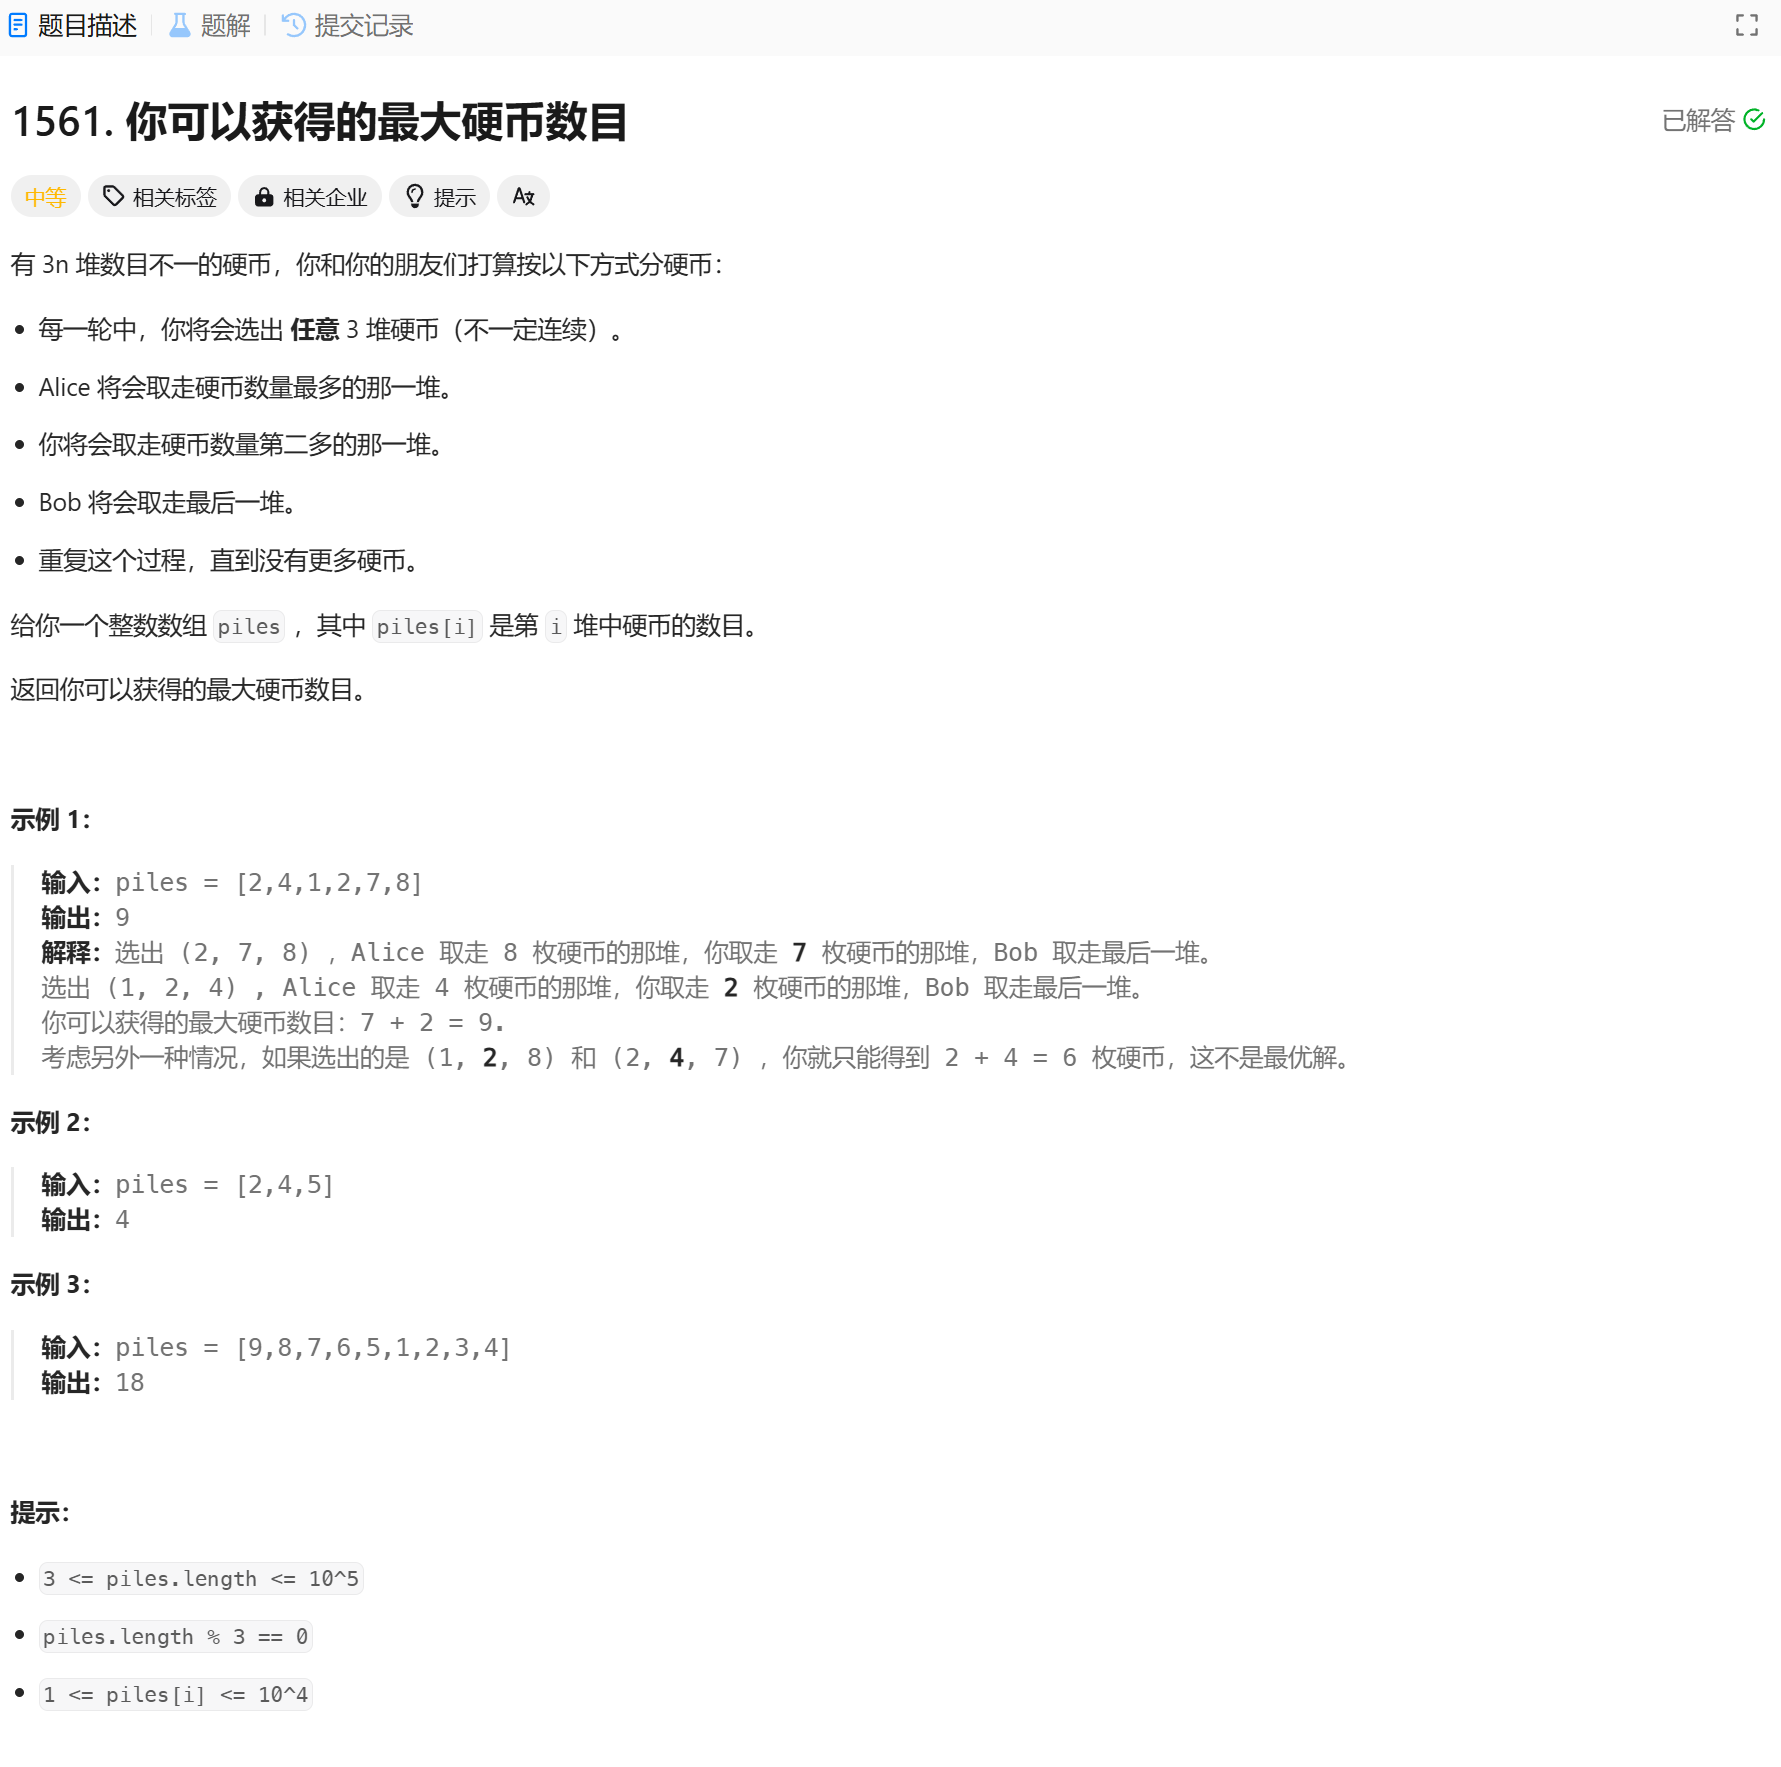 题目描述 题解 提交记录
1561. 你可以获得的最大硬币数目 已解答
中等 相关标签 相关企业 提示 A文
有 3n 堆数目不一的硬币，你和你的朋友们打算按以下方式分硬币：
每一轮中，你将会选出 任意 3 堆硬币（不一定连续）。
Alice 将会取走硬币数量最多的那一堆。
你将会取走硬币数量第二多的那一堆。
Bob 将会取走最后一堆。
重复这个过程，直到没有更多硬币。
给你一个整数数组 piles ，其中 piles[i] 是第 i 堆中硬币的数目。
返回你可以获得的最大硬币数目。
示例 1：
输入：piles = [2,4,1,2,7,8]
输出：9
解释：选出 (2, 7, 8) ，Alice 取走 8 枚硬币的那堆，你取走 7 枚硬币的那堆，Bob 取走最后一堆。
选出 (1, 2, 4) , Alice 取走 4 枚硬币的那堆，你取走 2 枚硬币的那堆，Bob 取走最后一堆。
你可以获得的最大硬币数目：7 + 2 = 9.
考虑另外一种情况，如果选出的是 (1, 2, 8) 和 (2, 4, 7) ，你就只能得到 2 + 4 = 6 枚硬币，这不是最优解。
示例 2：
输入：piles = [2,4,5]
输出：4
示例 3：
输入：piles = [9,8,7,6,5,1,2,3,4]
输出：18
提示：
3 <= piles.length <= 10^5
piles.length % 3 == 0
1 <= piles[i] <= 10^4